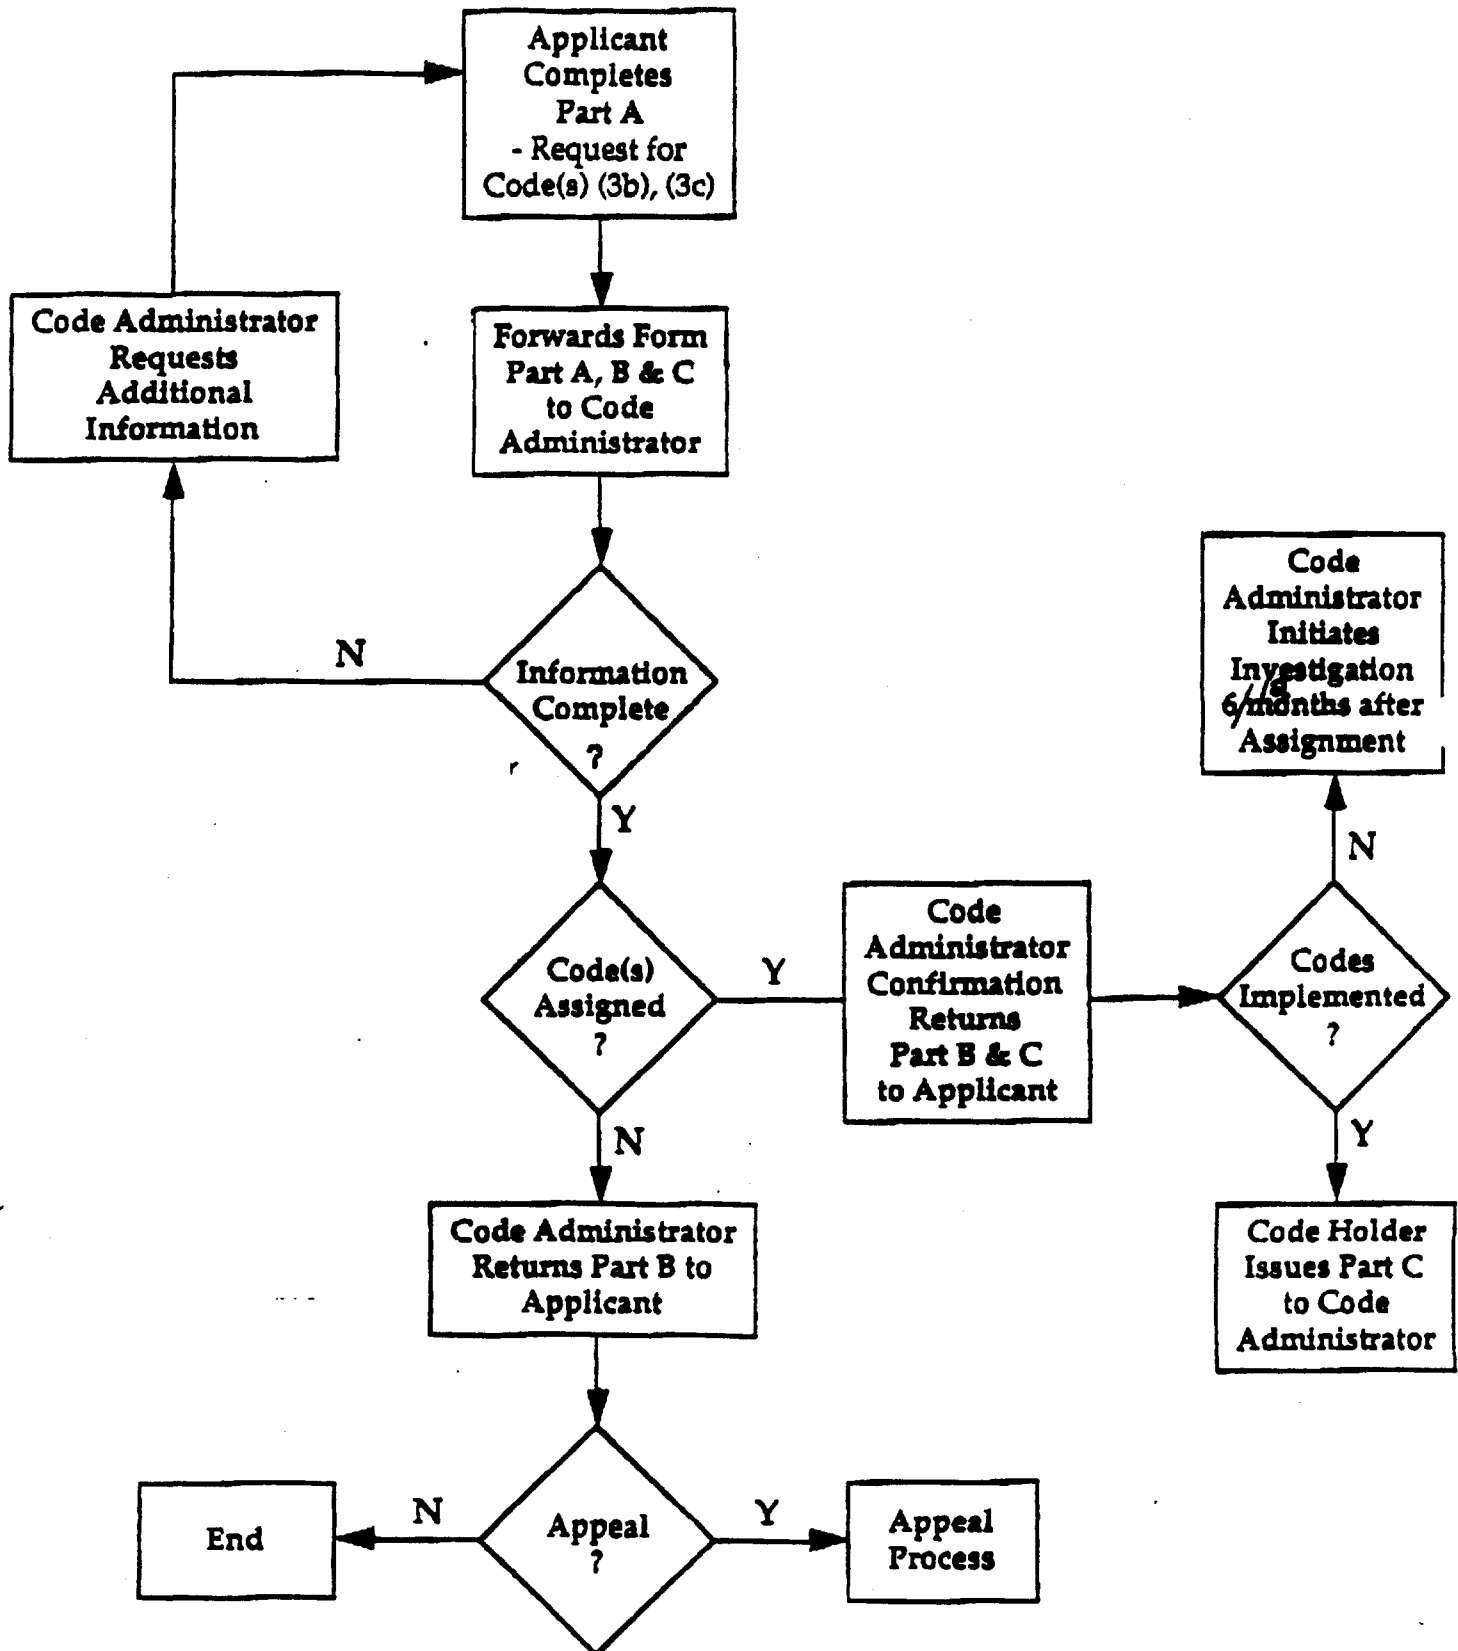 Applicant
Completes
Part A
- Request for
Code(s) (3b), (3c)
Code Administrator
Requests
Additional
Information
Forwards Form
Part A, B & C
to Code
Administrator
N
Information
Complete
?
Y
Code(s)
Assigned
?
Y
Code
Administrator
Confirmation
Returns
Part B & C
to Applicant
Codes
Implemented
?
N
Code
Administrator
Initiates
Investigation
months after
Assignment
Y
Code Holder
Issues Part C
to Code
Administrator
N
Code Administrator
Returns Part B to
Applicant
Appeal
?
N
End
Y
Appeal
Process